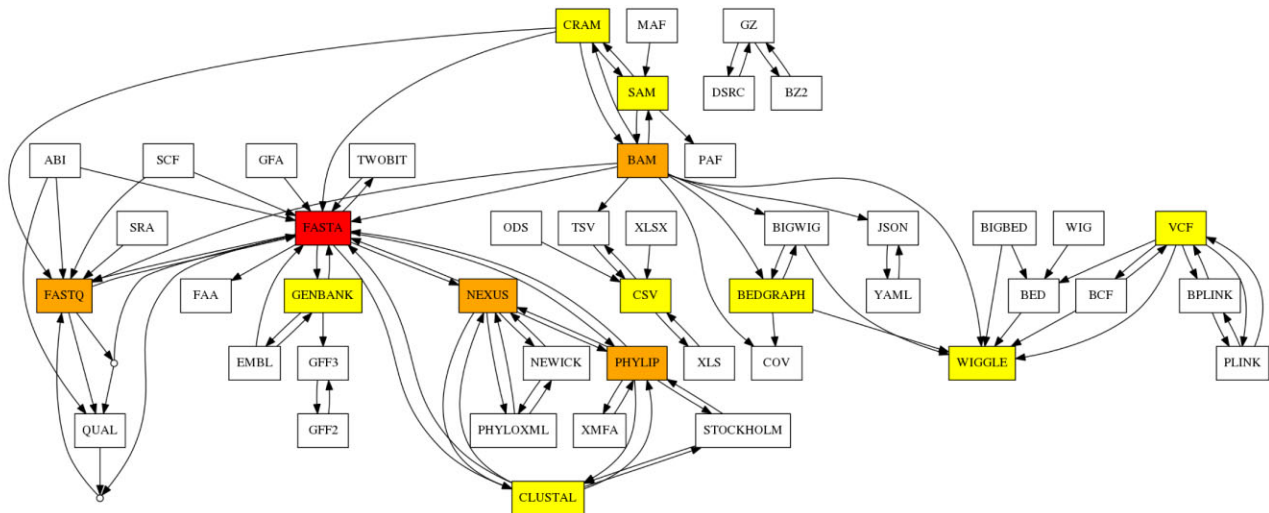 CRAM
MAF
GZ
SAM
DSRC
BZ2
ABI
SCF
GFA
TWOBIT
BAM
PAF
SRA
FASTA
ODS
TSV
XLSX
BIGWIG
JSON
BIGBED
WIG
VCF
FASTQ
FAA
GENBANK
NEXUS
CSV
BEDGRAPH
YAML
BED
BCF
BPLINK
EMBL
GFF3
NEWICK
PHYLIP
XLS
COV
WIGGLE
PLINK
QUAL
GFF2
PHYLOXML
XMFA
STOCKHOLM
CLUSTAL